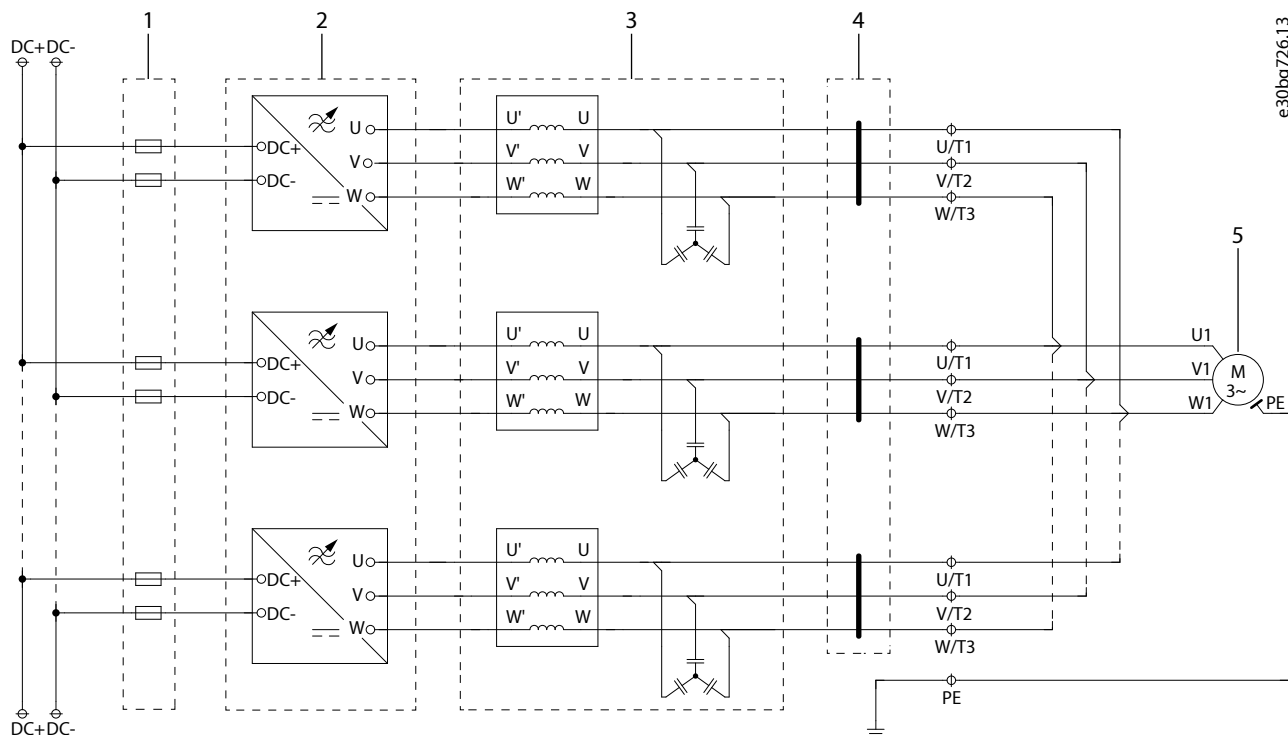 1 2 3 4
e30bg726.13
DC+ DC-
U
DC+
V
DC-
W
U' U
V' V
W' W
U/T1
V/T2
W/T3
5
U
DC+
V
DC-
W
U' U
V' V
W' W
U/T1
V/T2
W/T3
U1
V1
W1
M
3~
PE
U
DC+
V
DC-
W
U' U
V' V
W' W
U/T1
V/T2
W/T3
PE
DC+ DC-